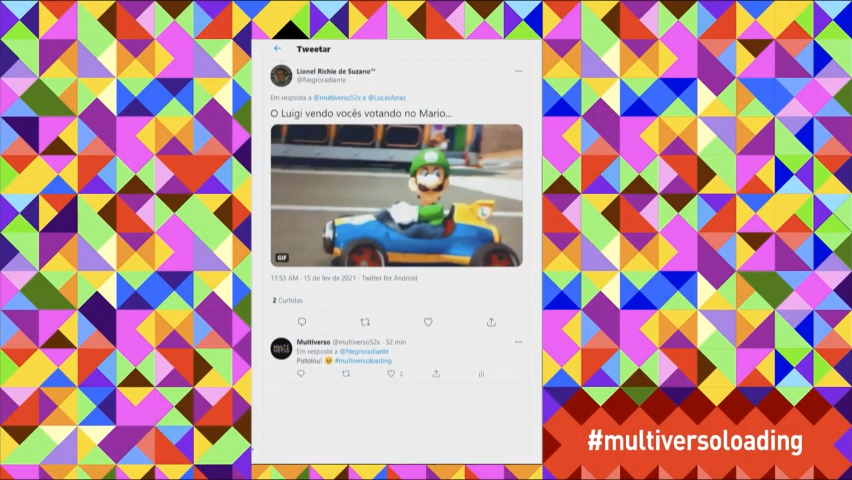 Tweetar
Lionel Richie de Suzano™
@Negroradiante
Em resposta a @multiverso52x e @LucasArraz
O Luigi vendo vocês votando no Mario...
L
GIF
11:53 AM · 15 de fev de 2021 · Twitter for Android
2 Curtidas
Multiverso @multiverso52x · 52 min
Em resposta a @Negroradiante
Pistolou! #multiversoloading
2
#multiversoloading